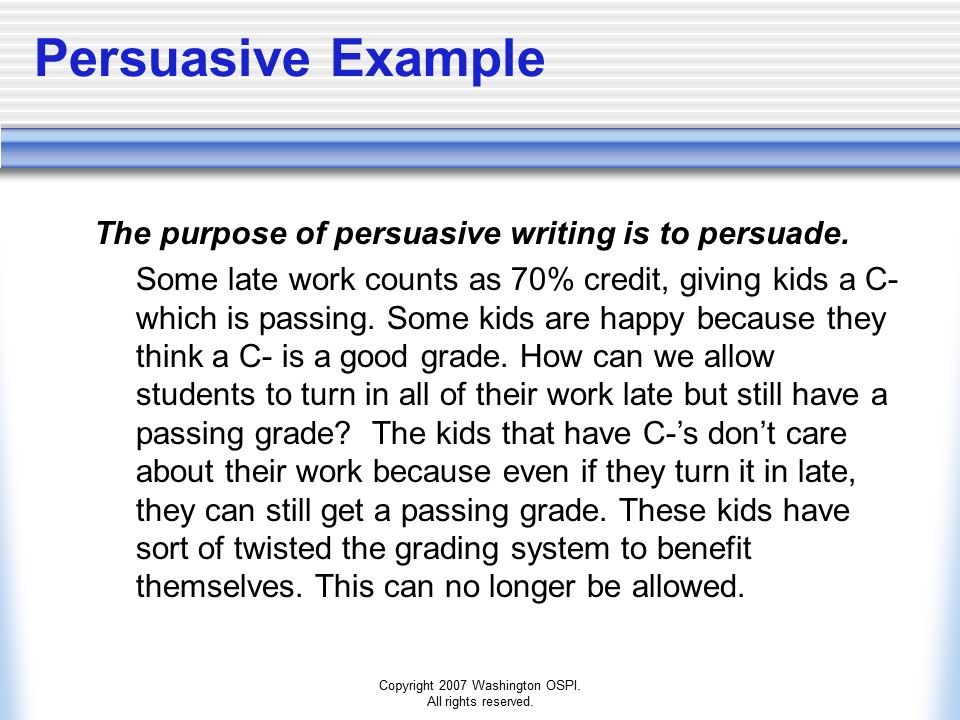 Persuasive Example
The purpose of persuasive writing is to persuade.
Some late work counts as 70% credit, giving kids a C-
which is passing. Some kids are happy because they
think a C- is a good grade. How can we allow
students to turn in all of their work late but still have a
passing grade?  The kids that have C-’s don’t care
about their work because even if they turn it in late,
they can still get a passing grade. These kids have
sort of twisted the grading system to benefit
themselves. This can no longer be allowed.
Copyright 2007 Washington OSPI.
All rights reserved.